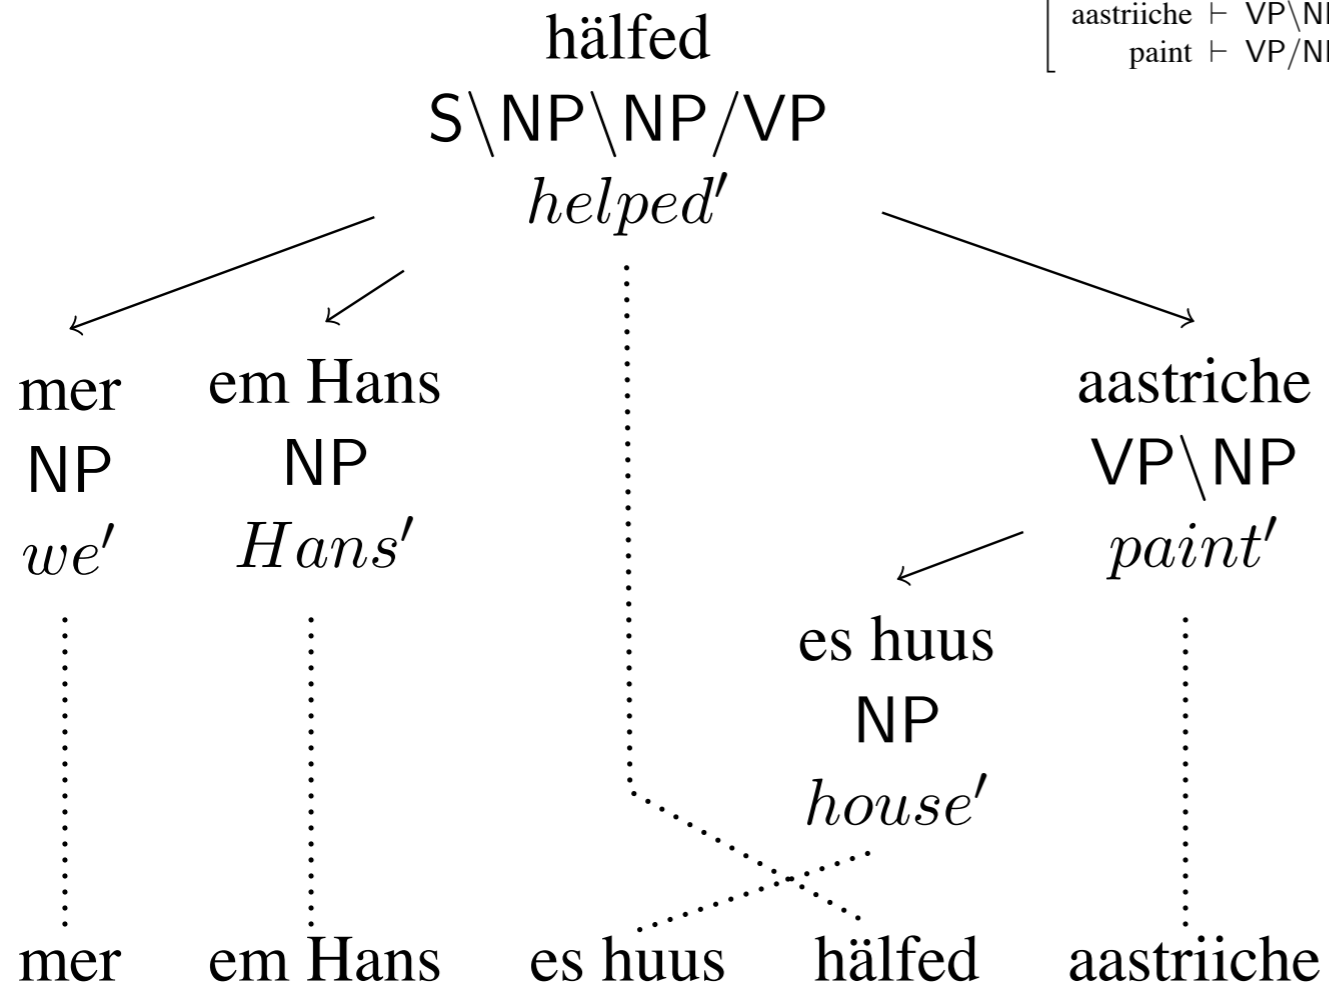 hälfed
S\NP\NP/VP
helped′
aastriiche ⊢ VP\NP
paint ⊢ VP/NP
mer
NP
we′
em Hans
NP
Hans′
aastriche
VP\NP
paint′
es huus
NP
house′
mer em Hans es huus hälfed aastriiche